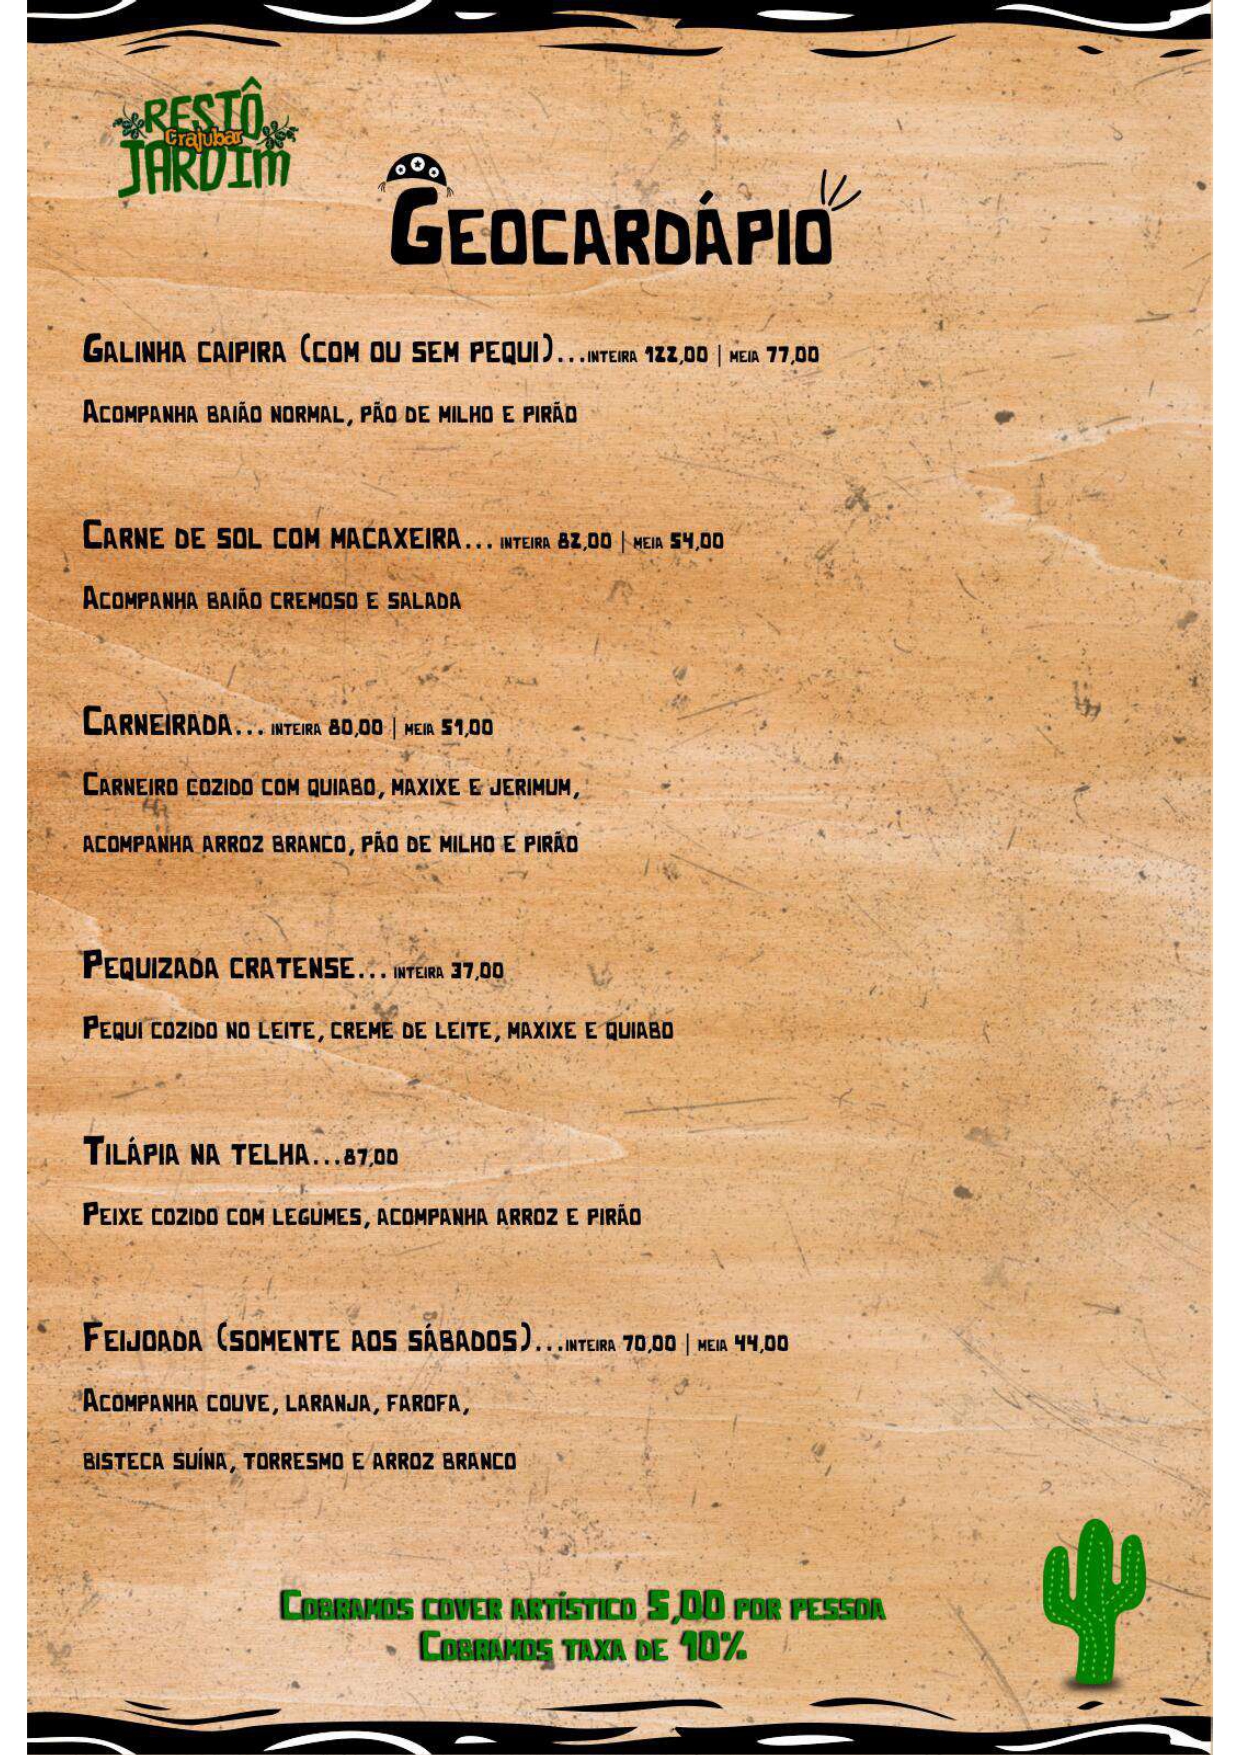 RESTÔ
Crajubar
JARDIM
GEOCARDÁPIO
GALINHA CAIPIRA (COM OU SEM PEQUI)...INTEIRA 122,00 | MEIA 77,00
ACOMPANHA BAIÃO NORMAL, PÃO DE MILHO E PIRÃO
CARNE DE SOL COM MACAXEIRA... INTEIRA 82,00 | MEIA 54,00
ACOMPANHA BAIÃO CREMOSO E SALADA
CARNEIRADA... INTEIRA 80,00 | MEIA 51,00
CARNEIRO COZIDO COM QUIABO, MAXIXE E JERIMUM,
ACOMPANHA ARROZ BRANCO, PÃO DE MILHO E PIRÃO
PEQUIZADA CRATENSE... INTEIRA 37,00
PEQUI COZIDO NO LEITE, CREME DE LEITE, MAXIXE E QUIABO
TILÁPIA NA TELHA...87,00
PEIXE COZIDO COM LEGUMES, ACOMPANHA ARROZ E PIRÃO
FEIJOADA (SOMENTE AOS SÁBADOS)...INTEIRA 70,00 | MEIA 44,00
ACOMPANHA COUVE, LARANJA, FAROFA,
BISTECA SUÍNA, TORRESMO E ARROZ BRANCO
COBRAMOS COVER ARTÍSTICO 5,00 POR PESSOA
COBRAMOS TAXA DE 10%